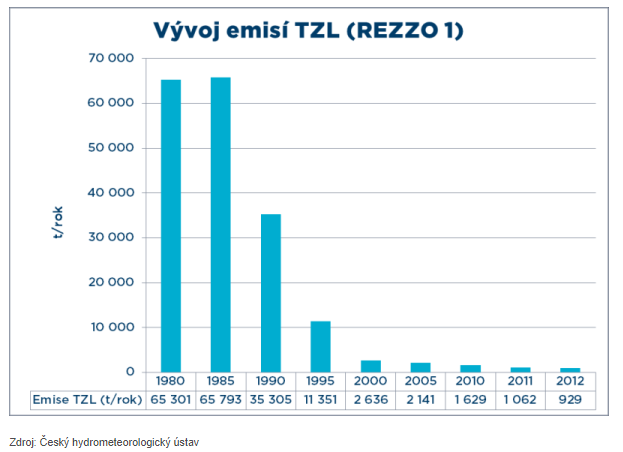 Vývoj emisí TZL (REZZO 1)
70 000
60 000
50 000
40 000
30 000
20 000
10 000
0
t/rok
1980 1985 1990 1995 2000 2005 2010 2011 2012
Emise TZL (t/rok) 65 301 65 793 35 305 11 351 2 636 2 141 1 629 1 062 929
Zdroj: Český hydrometeorologický ústav